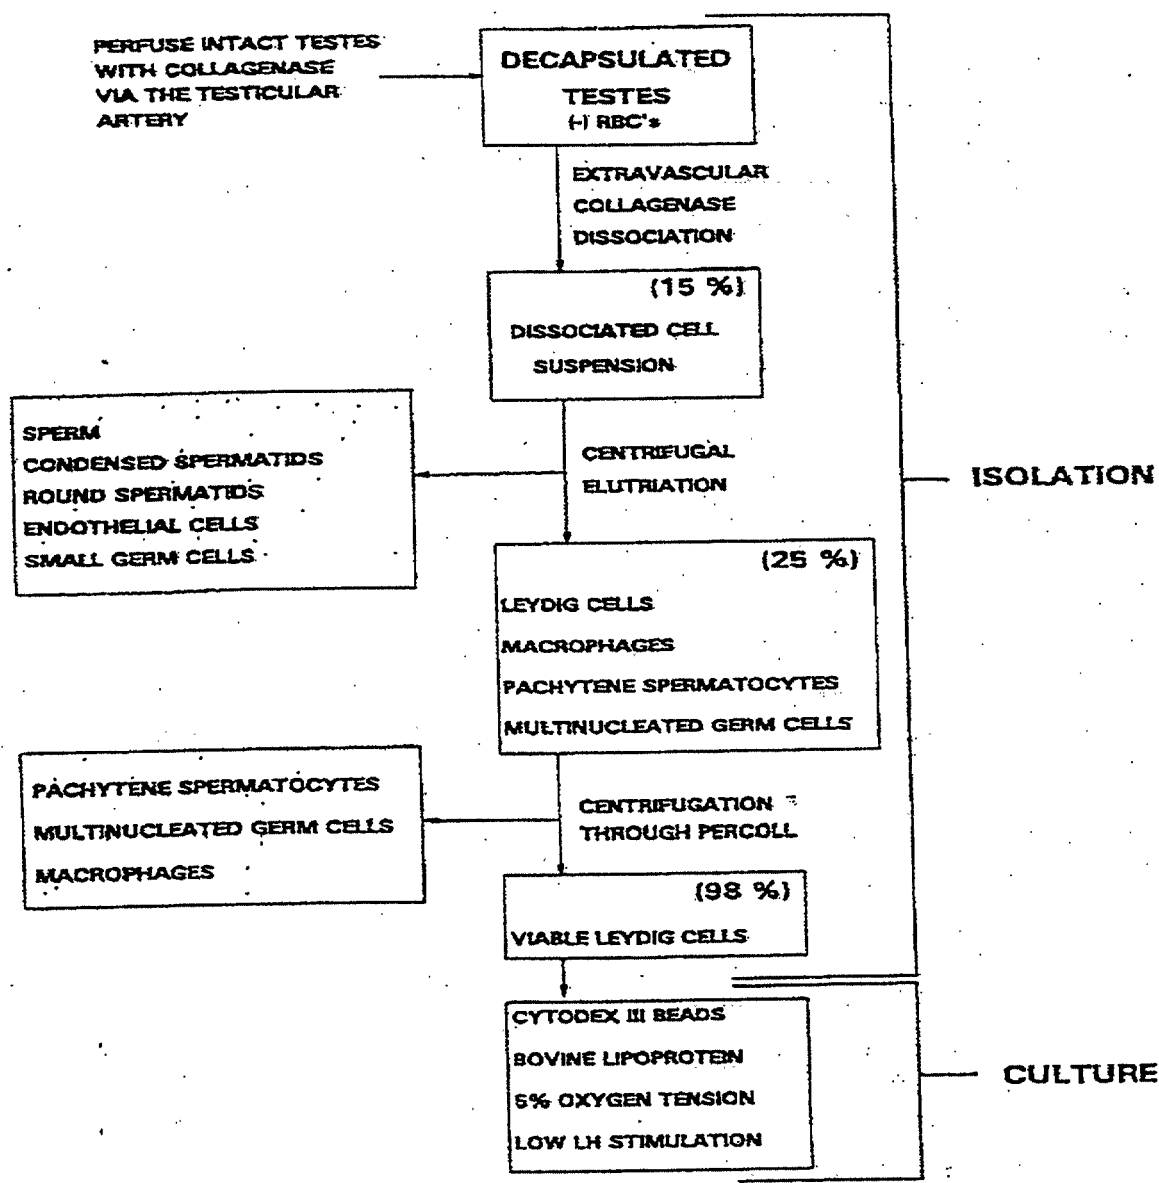 PERFUSE INTACT TESTES
WITH COLLAGENASE
VIA THE TESTICULAR
ARTERY
DECAPSULATED
TESTES
(-) RBC's
EXTRAVASCULAR
COLLAGENASE
DISSOCIATION
(15 %)
DISSOCIATED CELL
SUSPENSION
CENTRIFUGAL
ELUTRIATION
SPERM
CONDENSED SPERMATIDS
ROUND SPERMATIDS
ENDOTHELIAL CELLS
SMALL GERM CELLS
ISOLATION
(25 %)
LEYDIG CELLS
MACROPHAGES
PACHYTENE SPERMATOCYTES
MULTINUCLEATED GERM CELLS
CENTRIFUGATION
THROUGH PERCOLL
PACHYTENE SPERMATOCYTES
MULTINUCLEATED GERM CELLS
MACROPHAGES
(98 %)
VIABLE LEYDIG CELLS
CYTODEX III BEADS
BOVINE LIPOPROTEIN
5% OXYGEN TENSION
LOW LH STIMULATION
CULTURE